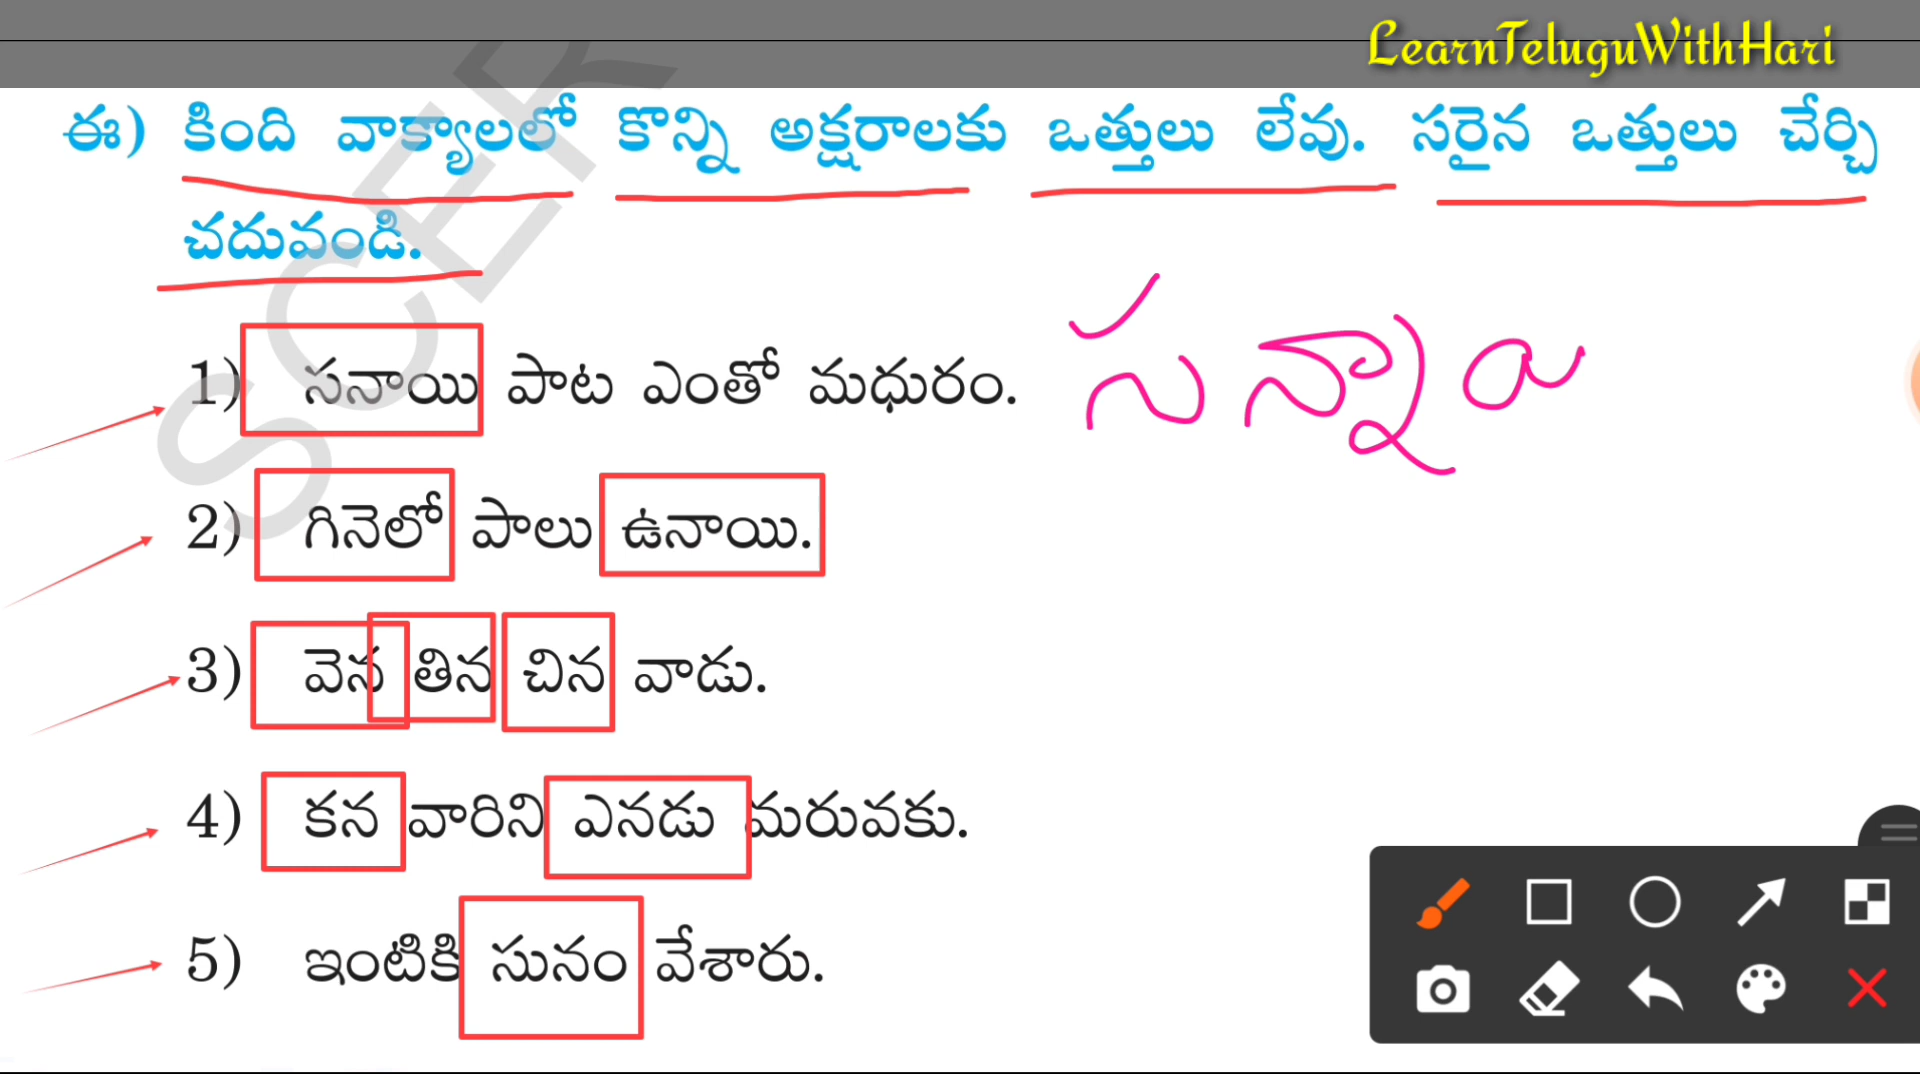 LearnTeluguWithHari
ఈ) కింది వాక్యాలలో కొన్ని అక్షరాలకు ఒత్తులు లేవు. సరైన ఒత్తులు చేర్చి
చదువండి.
1) సనాయి పాట ఎంతో మధురం.
సన్నాయి
2) గినెలో పాలు ఉనాయి.
3) వెన తిన చిన వాడు.
4) కన వారిని ఎనడు మరువకు.
5) ఇంటికి సునం వేశారు.
SCER